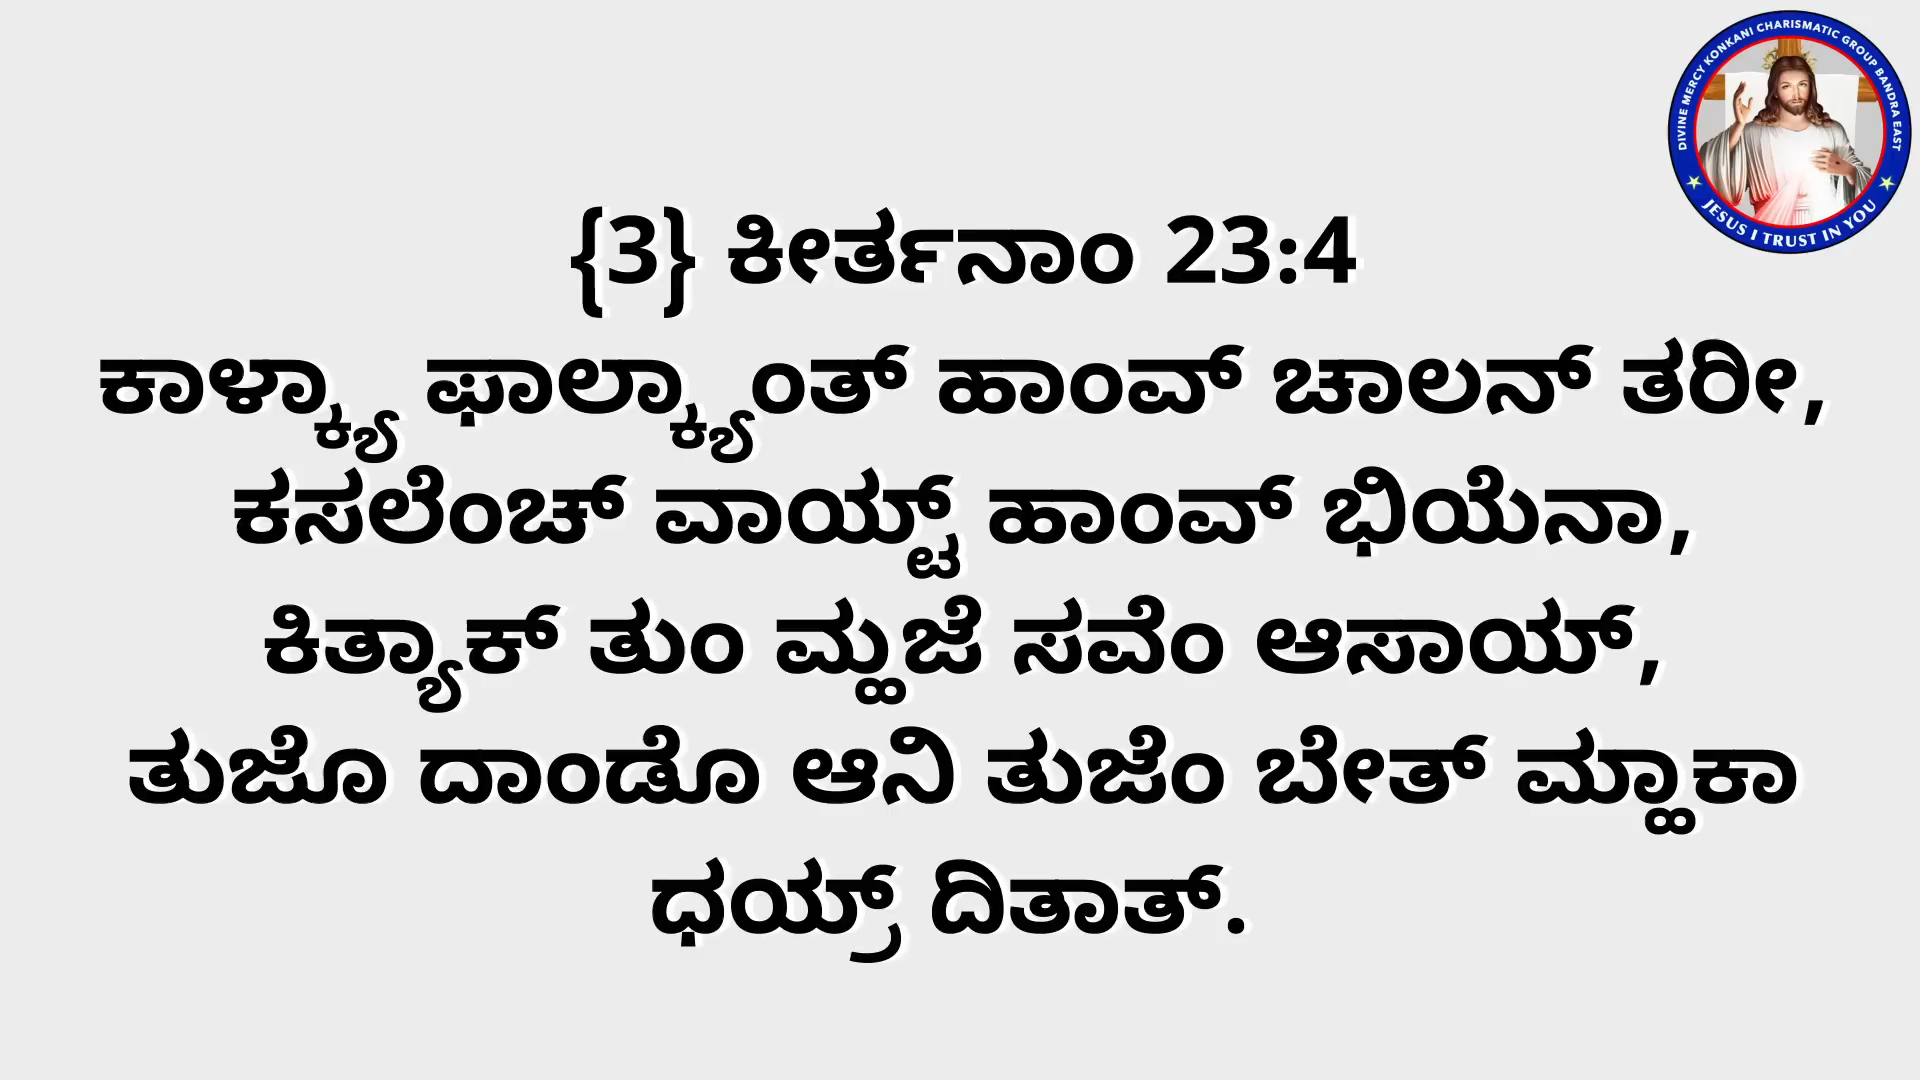 DIVINE MERCY KONKANI CHARISMATIC GROUP BANDRA EAST
JESUS I TRUST IN YOU
{3} ಕೀರ್ತನಾಂ 23:4
ಕಾಳ್ಕ್ಯಾ ಫಾಲ್ಕ್ಯಾಂತ್ ಹಾಂವ್ ಚಾಲನ್ ತರೀ,
ಕಸಲೆಂಚ್ ವಾಯ್ಟ್ ಹಾಂವ್ ಭಿಯೆನಾ,
ಕಿತ್ಯಾಕ್ ತುಂ ಮ್ಹಜೆ ಸವೆಂ ಆಸಾಯ್,
ತುಜೊ ದಾಂಡೊ ಆನಿ ತುಜೆಂ ಬೇತ್ ಮ್ಹಾಕಾ
ಧಯ್ರ್ ದಿತಾತ್.